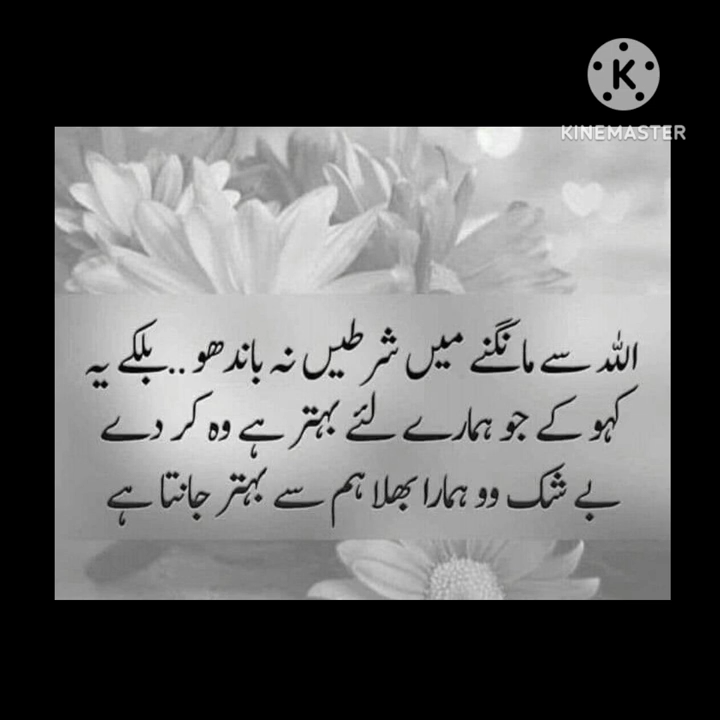 KINEMASTER
اللہ سے مانگنے میں شرطیں نہ باندھو ..بلکے یہ
کہو کے جو ہمارے لئے بہتر ہے وہ کر دے
بے شک وو ہمارا بھلا ہم سے بہتر جانتا ہے